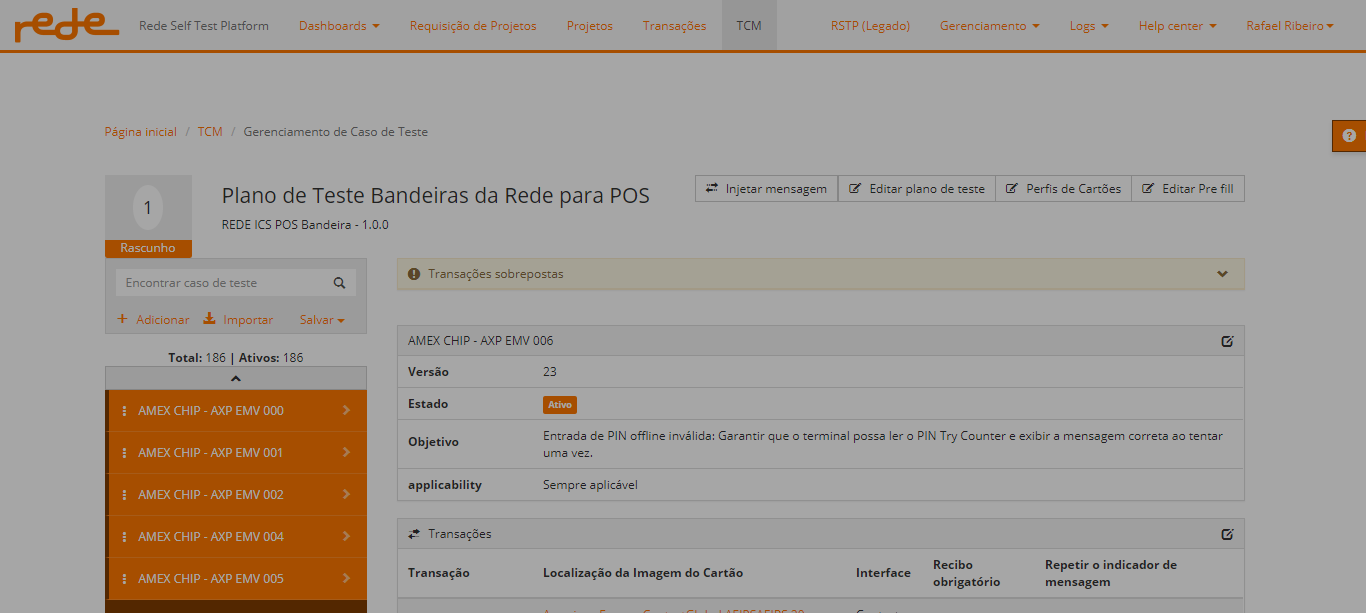 rede Rede Self Test Platform Dashboards Requisição de Projetos Projetos Transações TCM RSTP (Legado) Gerenciamento Logs Help center Rafael Ribeiro
Página inicial / TCM / Gerenciamento de Caso de Teste
1
Rascunho
Plano de Teste Bandeiras da Rede para POS
REDE ICS POS Bandeira - 1.0.0
Injetar mensagem Editar plano de teste Perfis de Cartões Editar Pre fill
Encontrar caso de teste
+ Adicionar Importar Salvar
Total: 186 | Ativos: 186
AMEX CHIP - AXP EMV 000
AMEX CHIP - AXP EMV 001
AMEX CHIP - AXP EMV 002
AMEX CHIP - AXP EMV 004
AMEX CHIP - AXP EMV 005
Transações sobrepostas
AMEX CHIP - AXP EMV 006
Versão 23
Estado Ativo
Objetivo Entrada de PIN offline inválida: Garantir que o terminal possa ler o PIN Try Counter e exibir a mensagem correta ao tentar
uma vez.
applicability Sempre aplicável
Transações
Transação Localização da Imagem do Cartão Interface Recibo
obrigatório Repetir o indicador de
mensagem